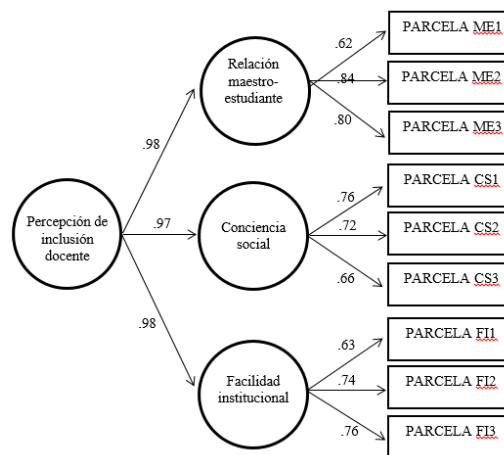 PARCELA ME1
.62
Relación
maestro-
estudiante
.84
PARCELA ME2
.80
PARCELA ME3
.98
PARCELA CS1
.76
Percepción de
inclusión
docente
.97
Conciencia
social
.72
PARCELA CS2
.66
PARCELA CS3
.98
PARCELA FI1
.63
Facilidad
institucional
.74
PARCELA FI2
.76
PARCELA FI3